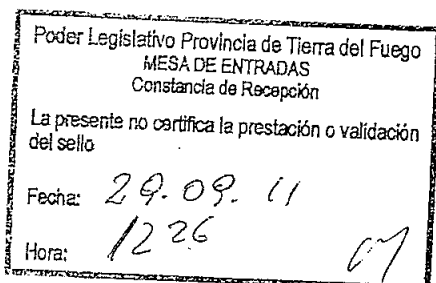 Poder Legislativo Provincia de Tierra del Fuego
MESA DE ENTRADAS
Constancia de Recepción
La presente no certifica la prestación o validación
del sello
Fecha: 29.09.11
Hora: 1226